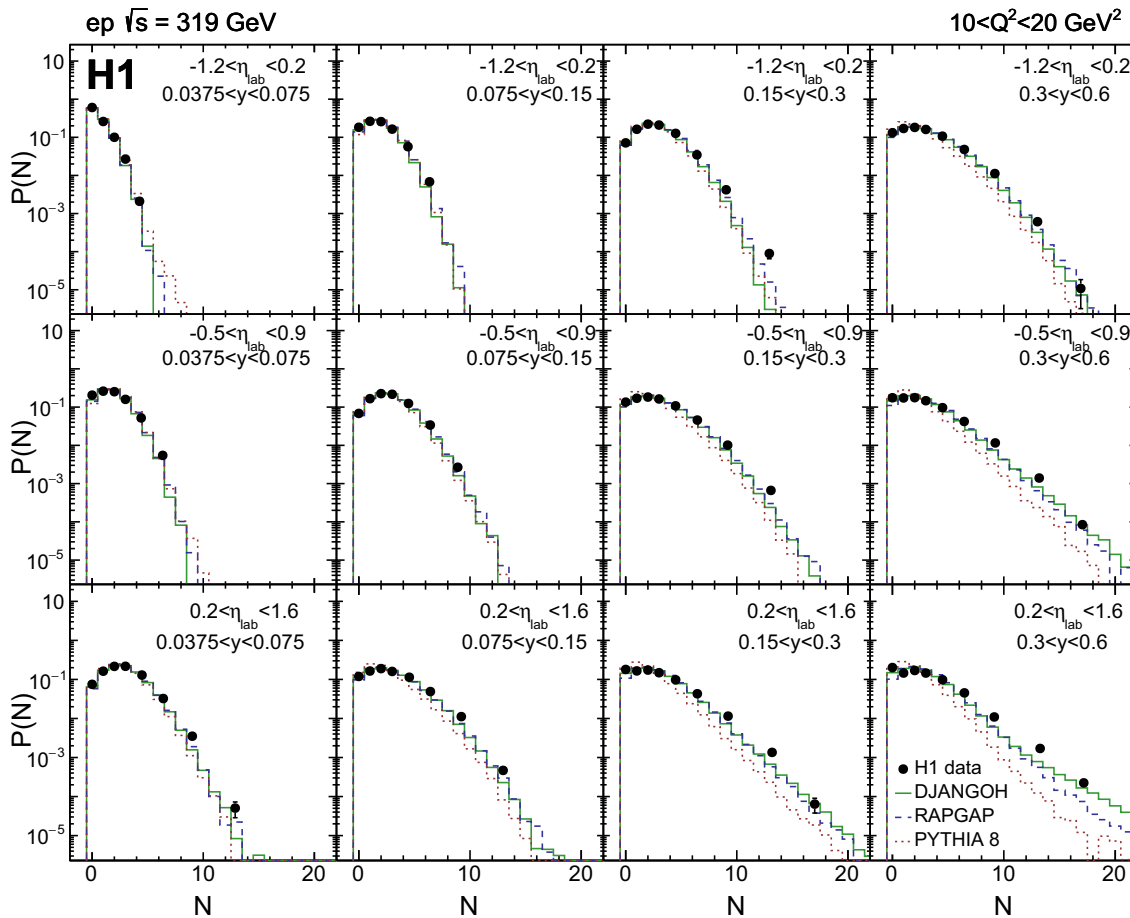 ep √s = 319 GeV
10<Q²<20 GeV²
H1
-1.2<η_lab<0.2
0.0375<y<0.075
-1.2<η_lab<0.2
0.075<y<0.15
-1.2<η_lab<0.2
0.15<y<0.3
-1.2<η_lab<0.2
0.3<y<0.6
P(N)
10
10⁻¹
10⁻³
10⁻⁵
-0.5<η_lab<0.9
0.0375<y<0.075
-0.5<η_lab<0.9
0.075<y<0.15
-0.5<η_lab<0.9
0.15<y<0.3
-0.5<η_lab<0.9
0.3<y<0.6
P(N)
10
10⁻¹
10⁻³
10⁻⁵
0.2<η_lab<1.6
0.0375<y<0.075
0.2<η_lab<1.6
0.075<y<0.15
0.2<η_lab<1.6
0.15<y<0.3
0.2<η_lab<1.6
0.3<y<0.6
P(N)
10
10⁻¹
10⁻³
10⁻⁵
H1 data
DJANGOH
RAPGAP
PYTHIA 8
0 10 20 0 10 20 0 10 20 0 10 20
N N N N